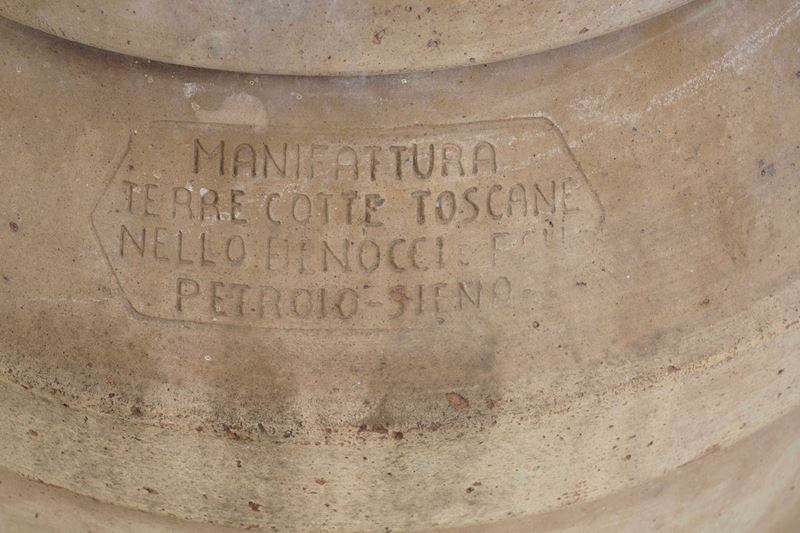 MANIFATTURA
TERRE COTTE TOSCANE
NELLO BENOCCI E
PETROIO-SIENA